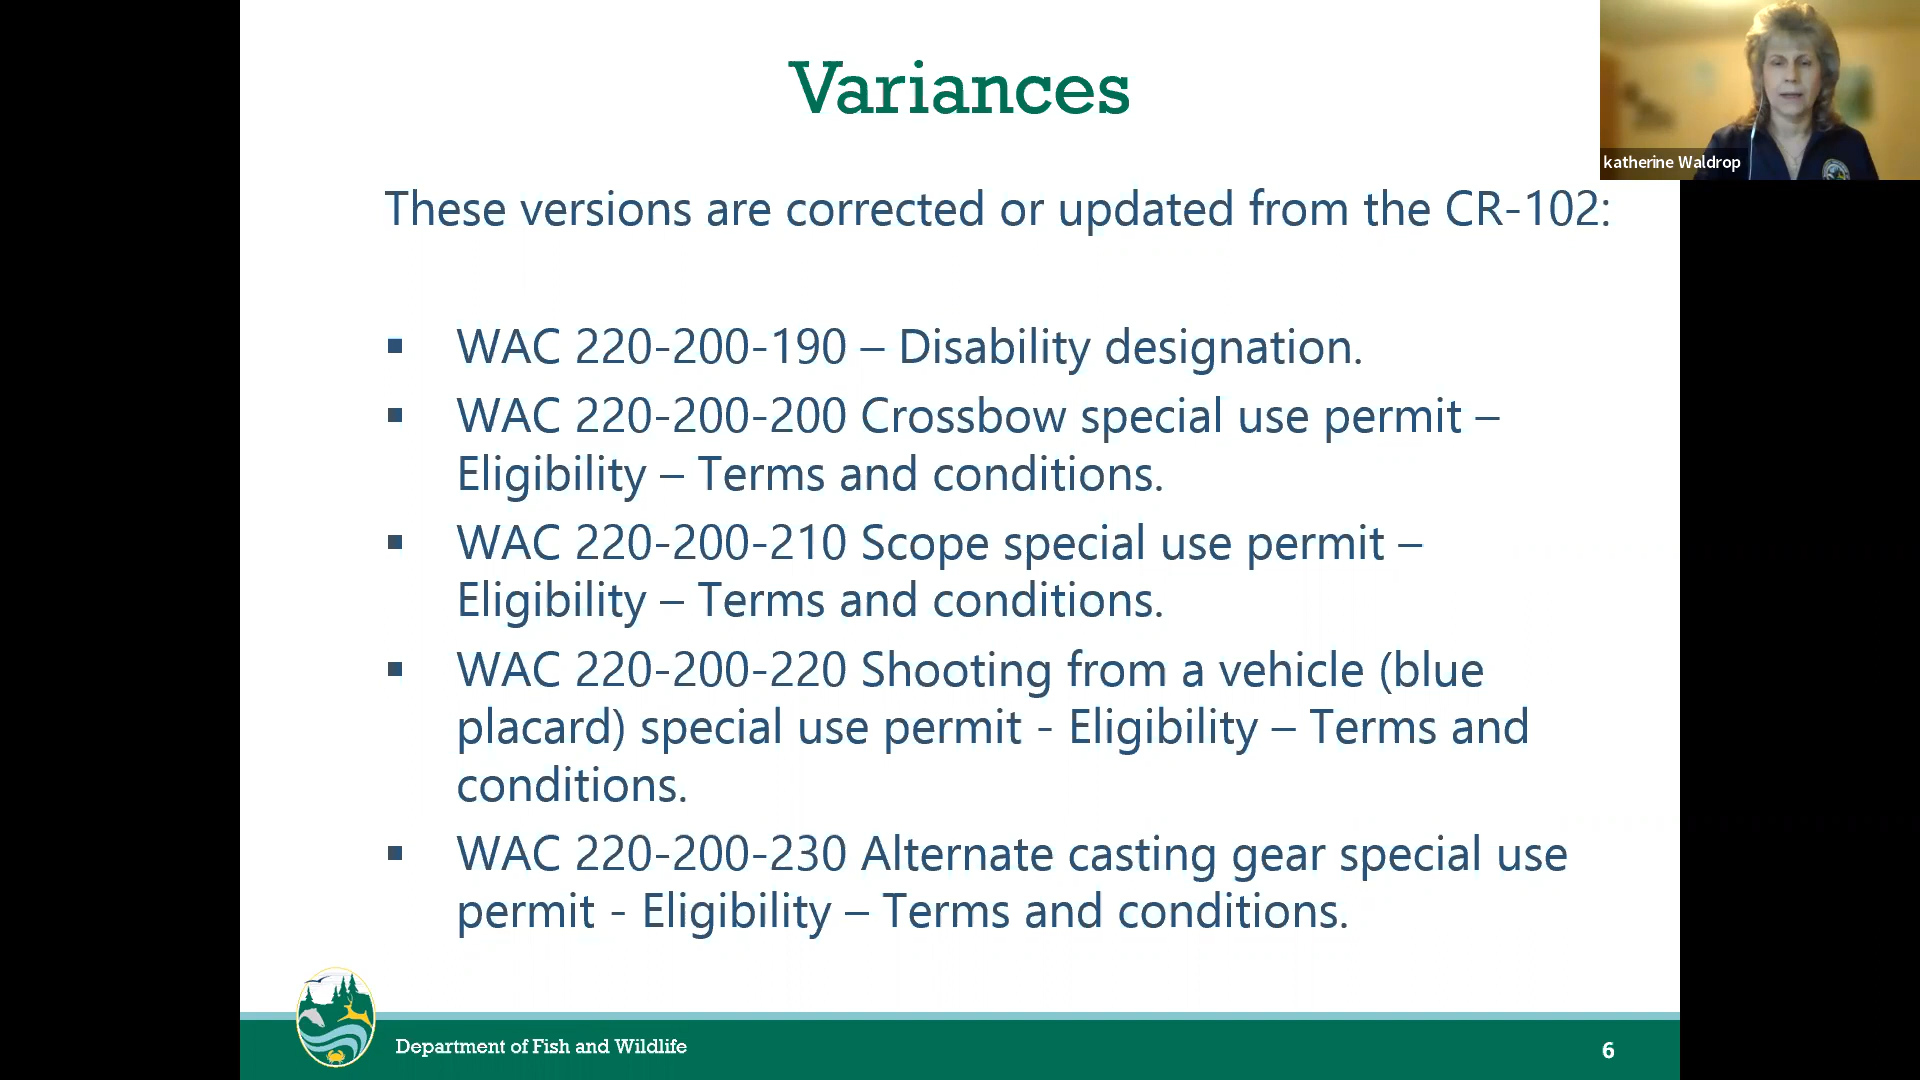 Variances
katherine Waldrop
These versions are corrected or updated from the CR-102:
▪ WAC 220-200-190 – Disability designation.
▪ WAC 220-200-200 Crossbow special use permit –
Eligibility – Terms and conditions.
▪ WAC 220-200-210 Scope special use permit –
Eligibility – Terms and conditions.
▪ WAC 220-200-220 Shooting from a vehicle (blue
placard) special use permit - Eligibility – Terms and
conditions.
▪ WAC 220-200-230 Alternate casting gear special use
permit - Eligibility – Terms and conditions.
Department of Fish and Wildlife
6